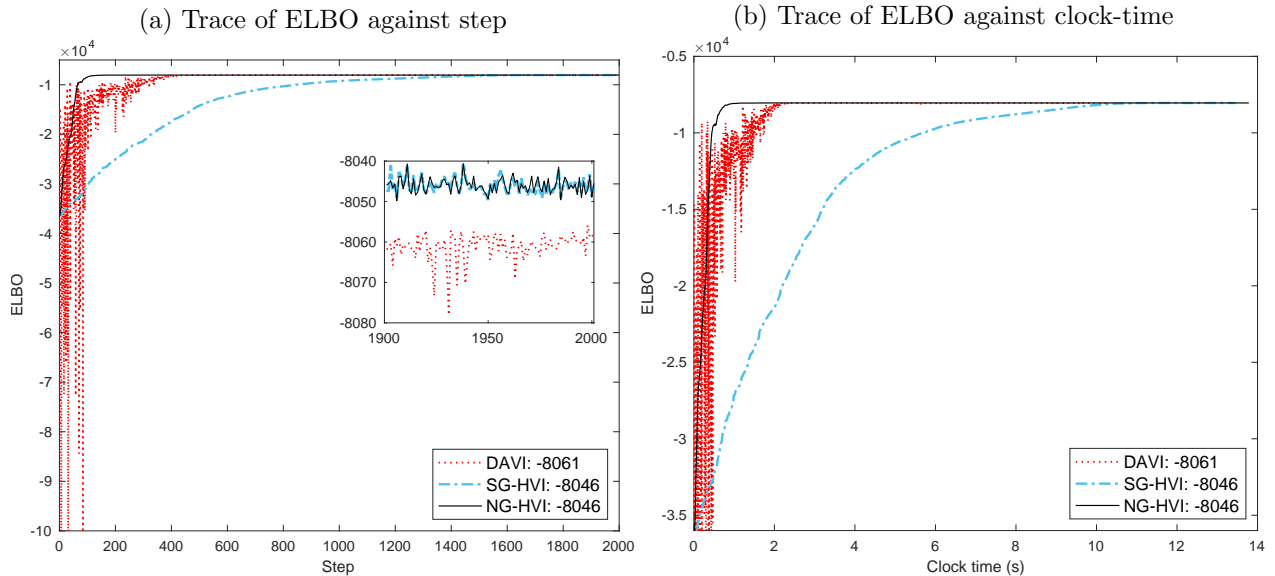 (a) Trace of ELBO against step
×10⁴
-1
-2
-3
-4
-5
-6
-7
-8
-9
-10
ELBO
0 200 400 600 800 1000 1200 1400 1600 1800 2000
Step
-8040
-8050
-8060
-8070
-8080
1900 1950 2000
DAVI: -8061
SG-HVI: -8046
NG-HVI: -8046
(b) Trace of ELBO against clock-time
×10⁴
-0.5
-1
-1.5
-2
-2.5
-3
-3.5
ELBO
0 2 4 6 8 10 12 14
Clock time (s)
DAVI: -8061
SG-HVI: -8046
NG-HVI: -8046